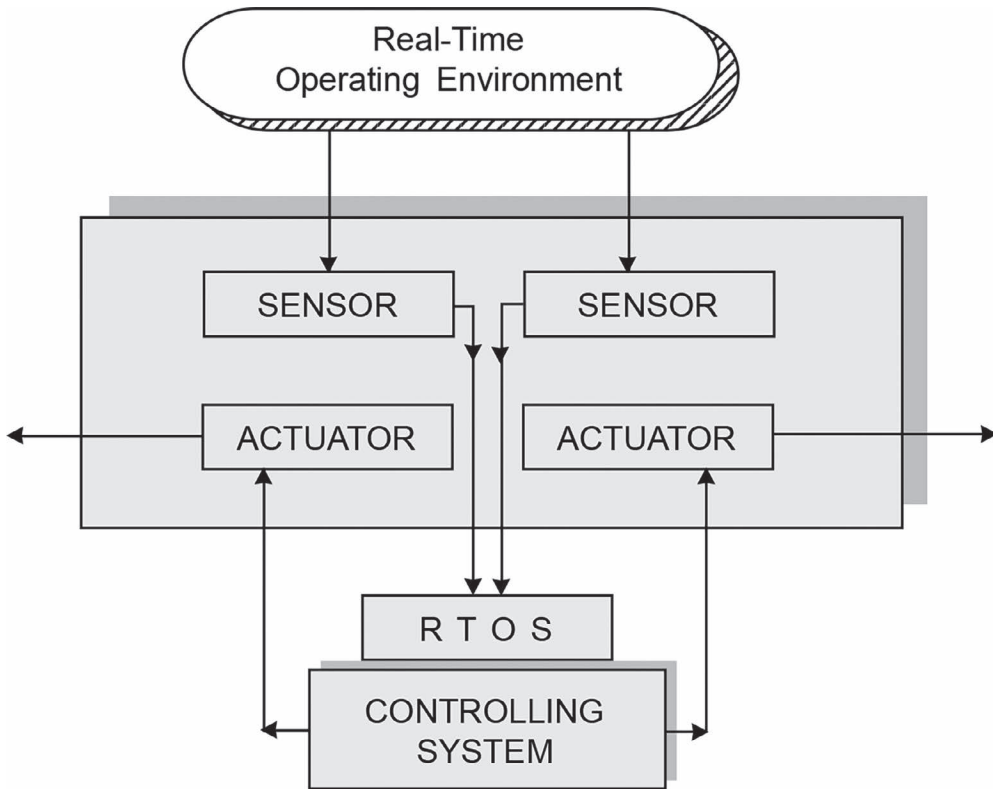 Real-Time
Operating Environment
SENSOR
SENSOR
ACTUATOR
ACTUATOR
R T O S
CONTROLLING
SYSTEM